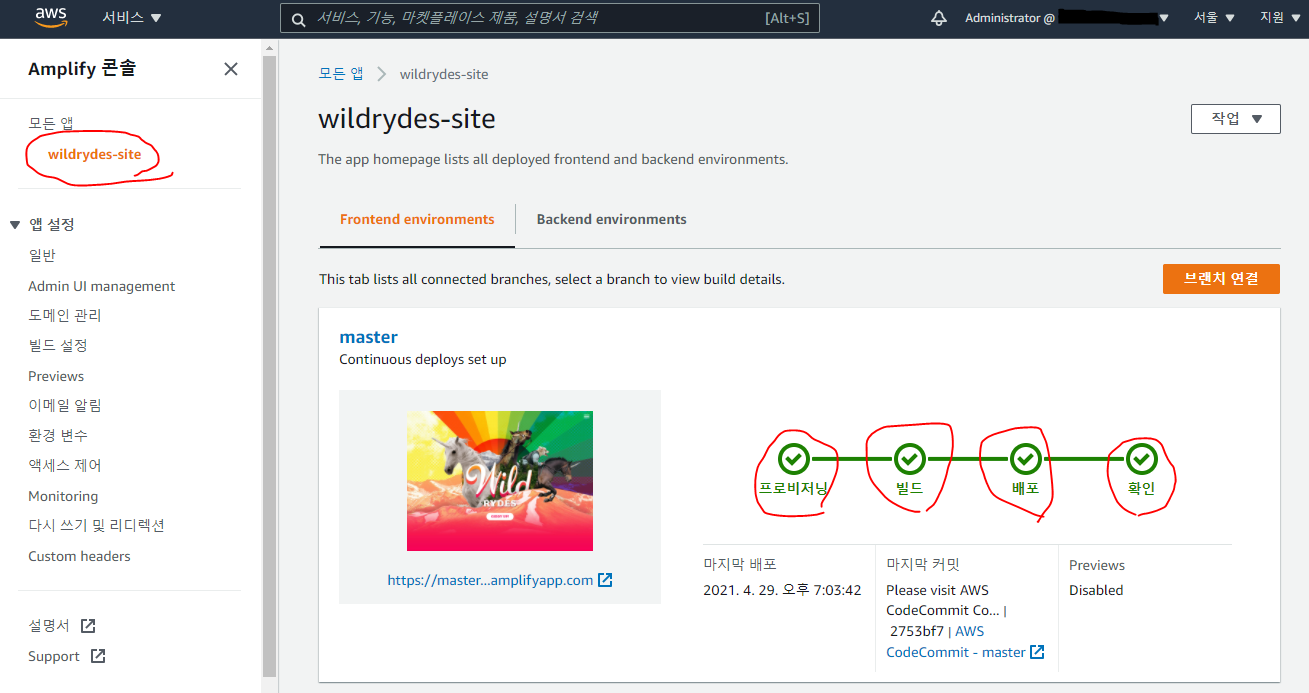 aws
서비스 ▼
서비스, 기능, 마켓플레이스 제품, 설명서 검색 [Alt+S]
Administrator @
서울 ▼
지원 ▼
Amplify 콘솔
모든 앱
wildrydes-site
앱 설정
일반
Admin UI management
도메인 관리
빌드 설정
Previews
이메일 알림
환경 변수
액세스 제어
Monitoring
다시 쓰기 및 리디렉션
Custom headers
설명서
Support
모든 앱 > wildrydes-site
wildrydes-site
작업 ▼
The app homepage lists all deployed frontend and backend environments.
Frontend environments
Backend environments
This tab lists all connected branches, select a branch to view build details.
브랜치 연결
master
Continuous deploys set up
Wild
RYDES
https://master...amplifyapp.com
프로비저닝
빌드
배포
확인
마지막 배포
2021. 4. 29. 오후 7:03:42
마지막 커밋
Please visit AWS
CodeCommit Co... |
2753bf7 | AWS
CodeCommit - master
Previews
Disabled